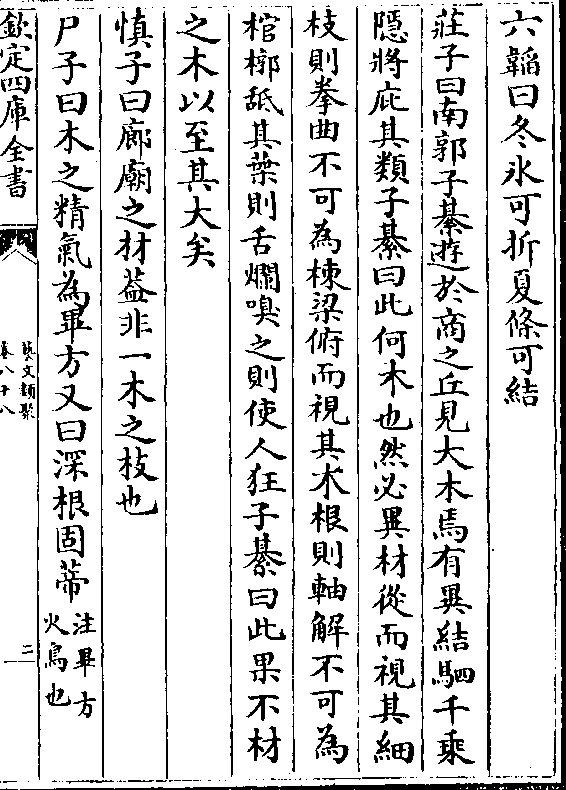 六韜曰冬氷可折夏條可結
莊子曰南郭子綦遊於商之丘見大木焉有異結駟千乘
隠將庇其類子綦曰此何木也然必異材從而視其細
枝則拳曲不可為棟梁俯而視其大根則軸解不可為
棺槨舐其葉則舌爛嗅之則使人狂子綦曰此果不材
之木以至其大矣
慎子曰廊廟之材葢非一木之枝也
尸子曰木之精氣為畢方又曰深根固蔕注畢方火鳥也
欽定四庫全書
藝文類聚
卷八十八
二